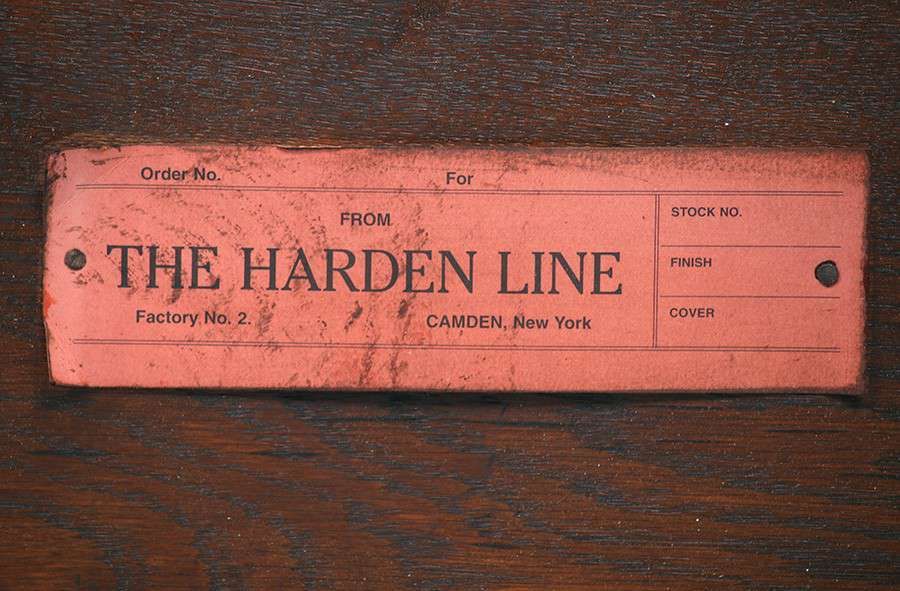 Order No. For
FROM
THE HARDEN LINE
Factory No. 2. CAMDEN, New York
STOCK NO.
FINISH
COVER